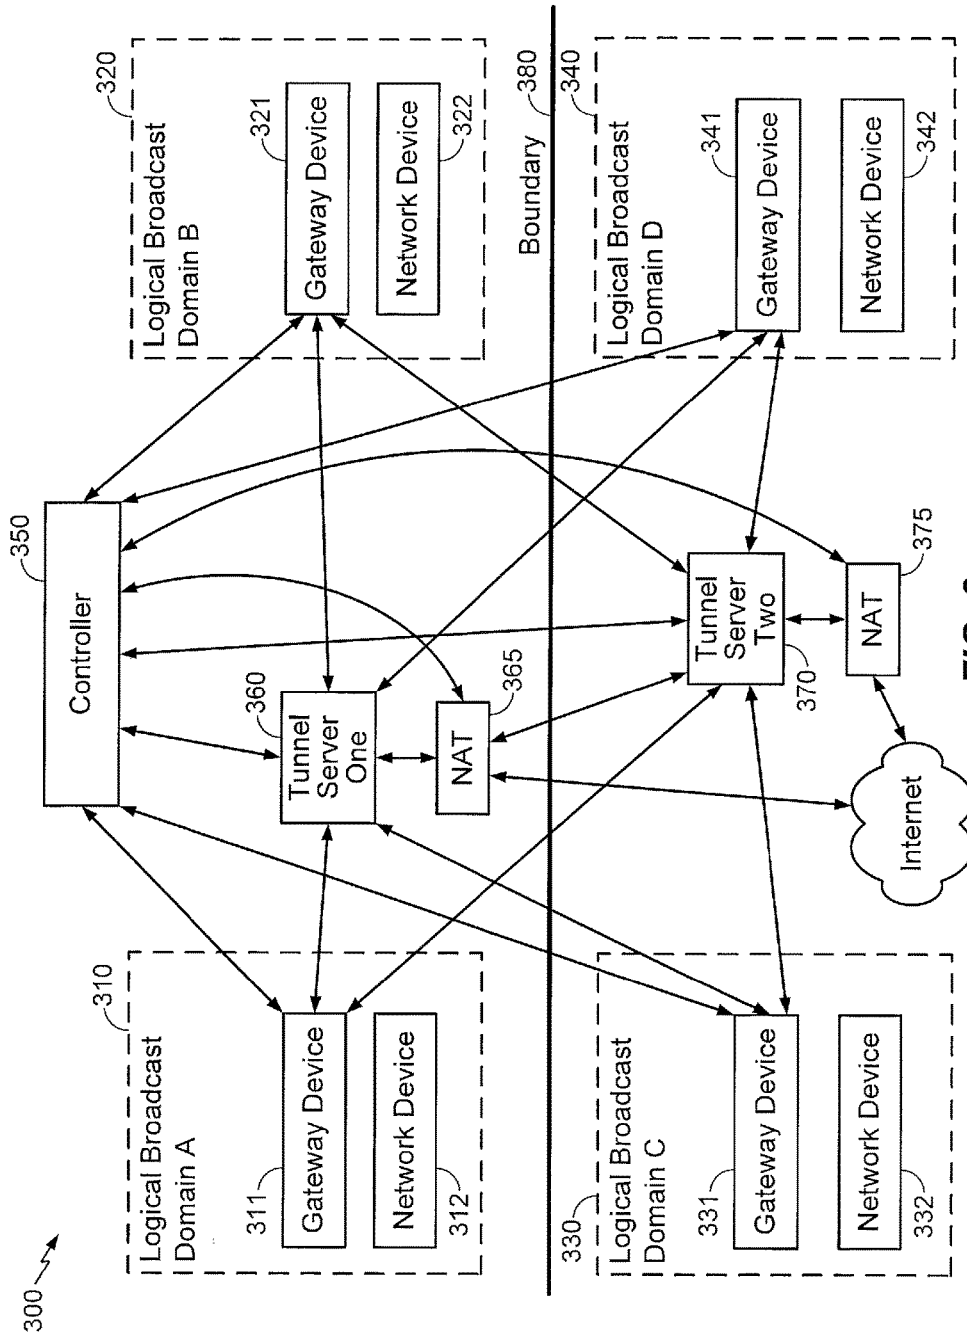 300
310
Logical Broadcast
Domain A
311
Gateway Device
Network Device
312
350
Controller
360
Tunnel
Server
One
NAT
365
320
Logical Broadcast
Domain B
321
Gateway Device
Network Device
322
Boundary
380
330
Logical Broadcast
Domain C
331
Gateway Device
Network Device
332
Tunnel
Server
Two
370
NAT
375
Internet
340
Logical Broadcast
Domain D
341
Gateway Device
Network Device
342